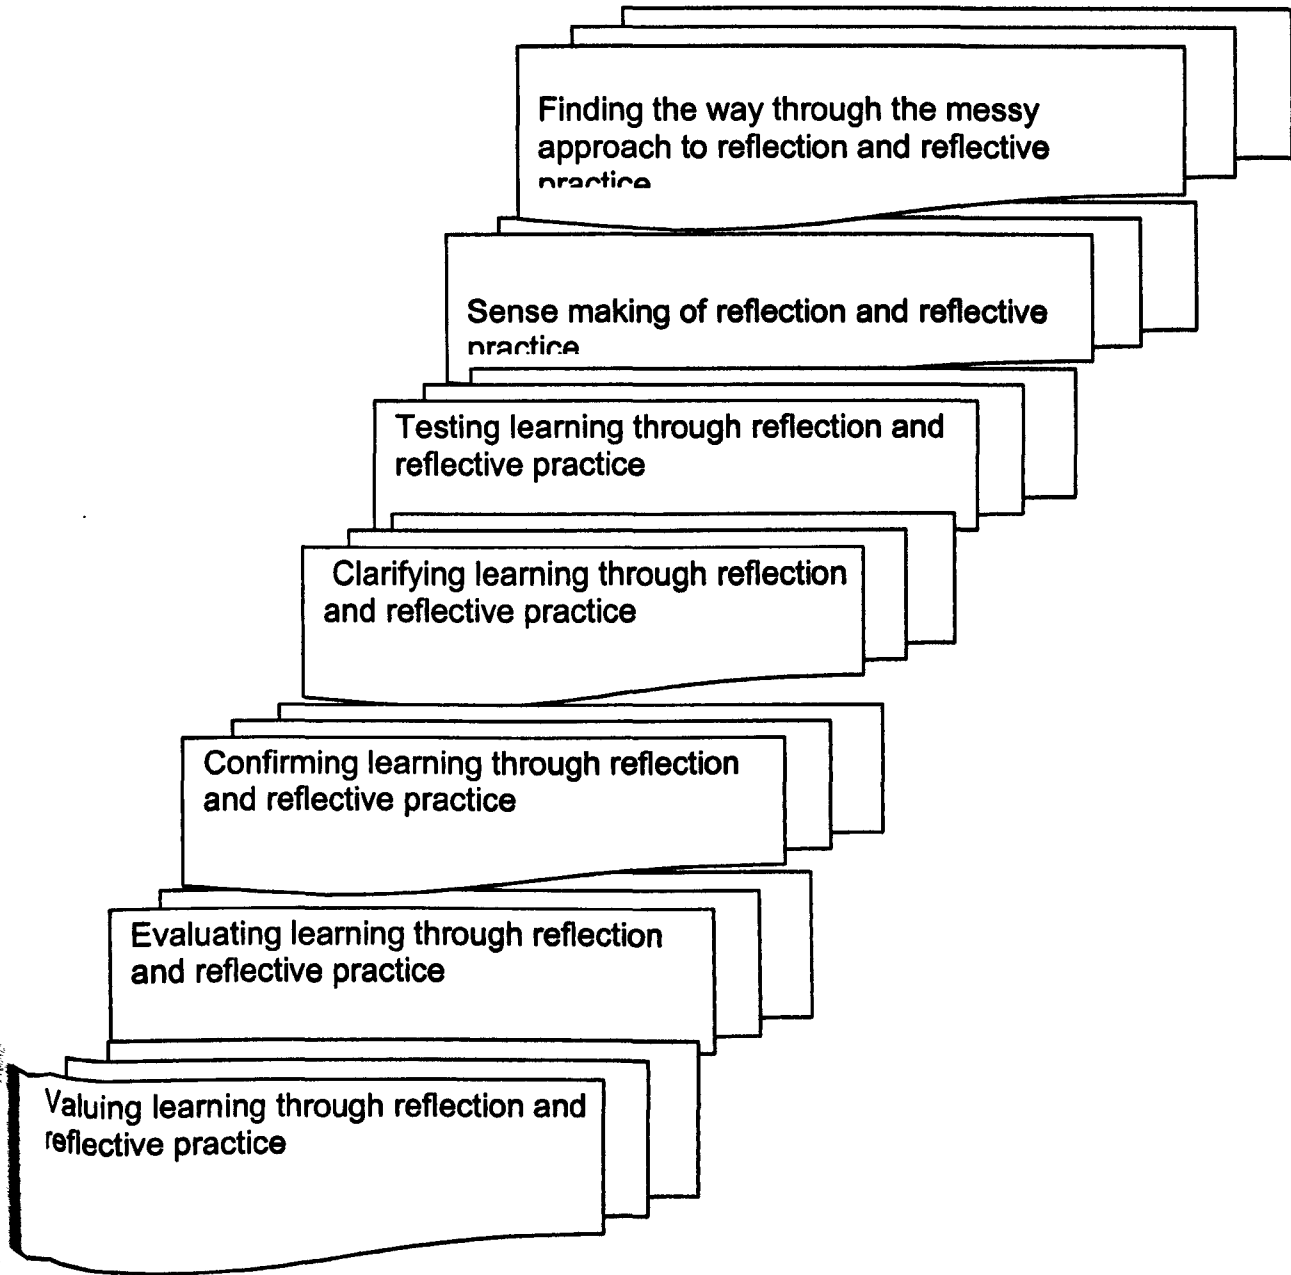 Finding the way through the messy
approach to reflection and reflective
practice
Sense making of reflection and reflective
practice
Testing learning through reflection and
reflective practice
Clarifying learning through reflection
and reflective practice
Confirming learning through reflection
and reflective practice
Evaluating learning through reflection
and reflective practice
Valuing learning through reflection and
reflective practice